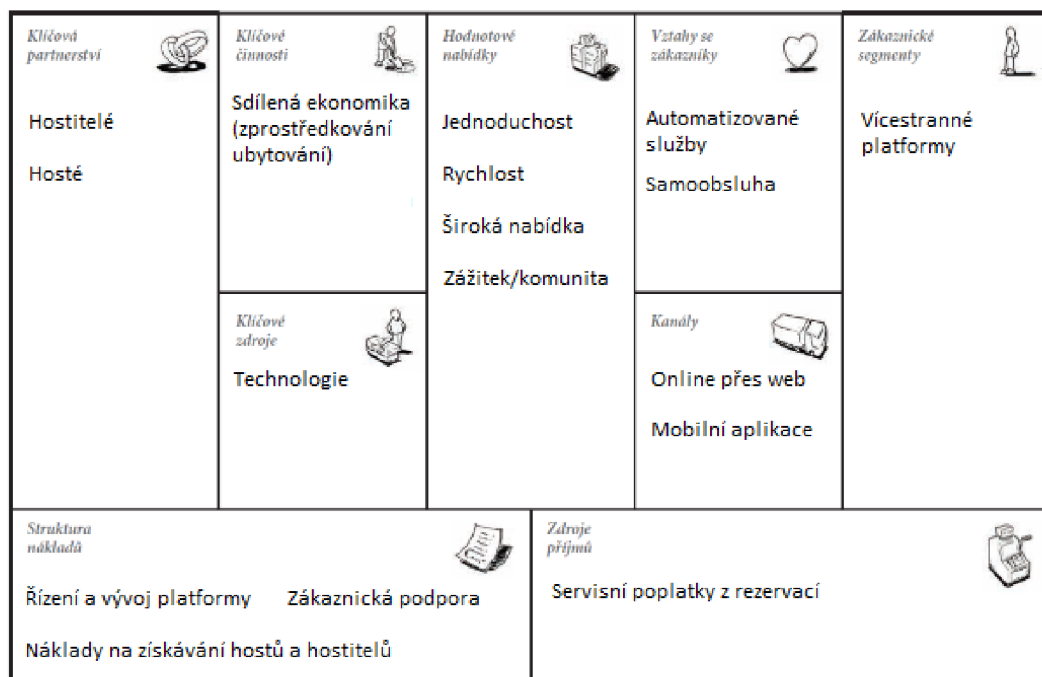 Klíčová
partnerství
Hostitelé
Hosté
Klíčové
činnosti
Sdílená ekonomika
(zprostředkování
ubytování)
Klíčové
zdroje
Technologie
Hodnotové
nabídky
Jednoduchost
Rychlost
Široká nabídka
Zážitek/komunita
Vztahy se
zákazníky
Automatizované
služby
Samoobsluha
Kanály
Online přes web
Mobilní aplikace
Zákaznické
segmenty
Vícestranné
platformy
Struktura
nákladů
Řízení a vývoj platformy Zákaznická podpora
Náklady na získávání hostů a hostitelů
Zdroje
příjmů
Servisní poplatky z rezervací